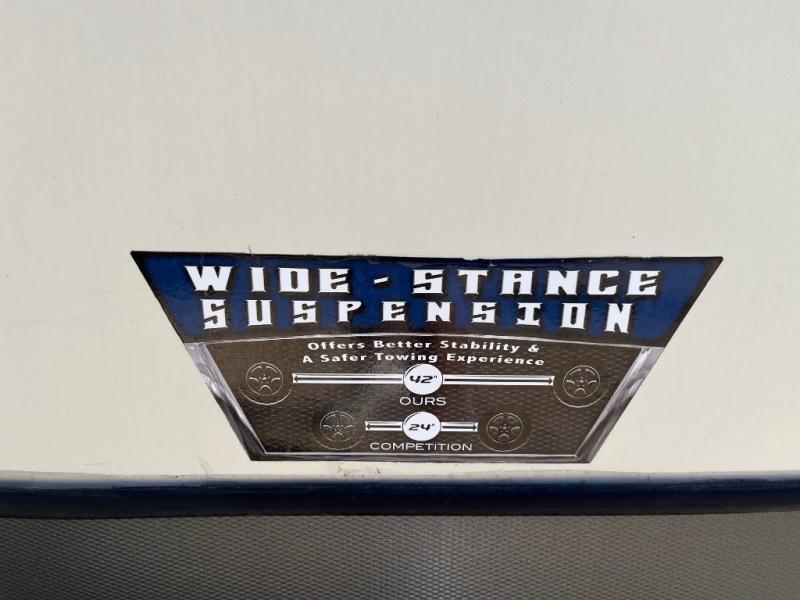 WIDE - STANCE
SUSPENSION
Offers Better Stability &
A Safer Towing Experience
42"
OURS
24"
COMPETITION